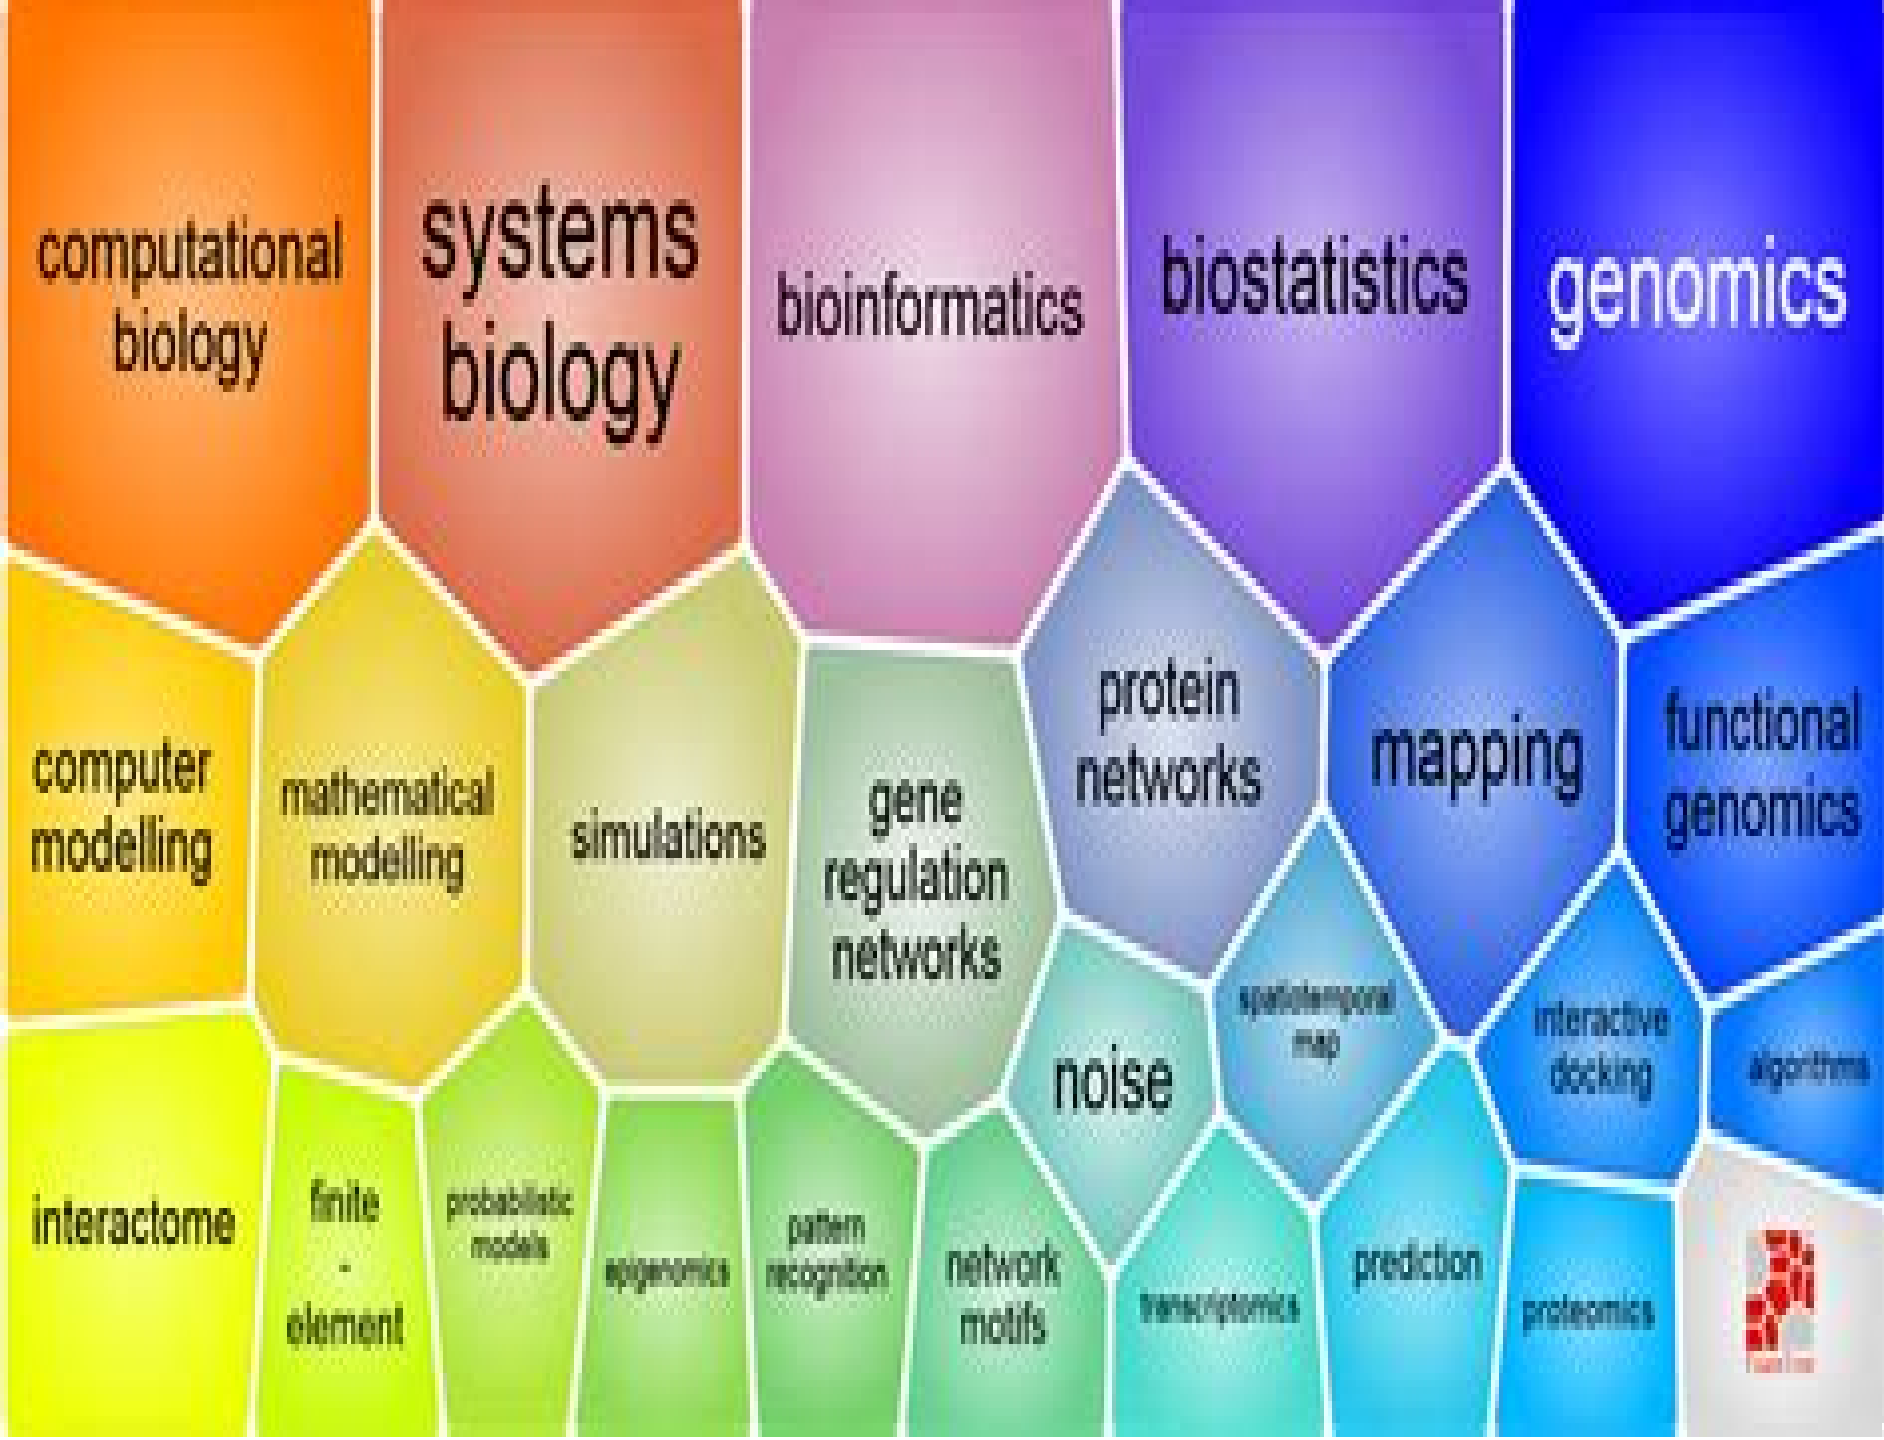 computational
biology
systems
biology
bioinformatics
biostatistics
genomics
computer
modelling
mathematical
modelling
simulations
gene
regulation
networks
protein
networks
mapping
functional
genomics
noise
spatiotemporal
map
interactive
docking
algorithms
interactome
finite
-
element
probabilistic
models
epigenomics
pattern
recognition
network
motifs
transcriptomics
prediction
proteomics